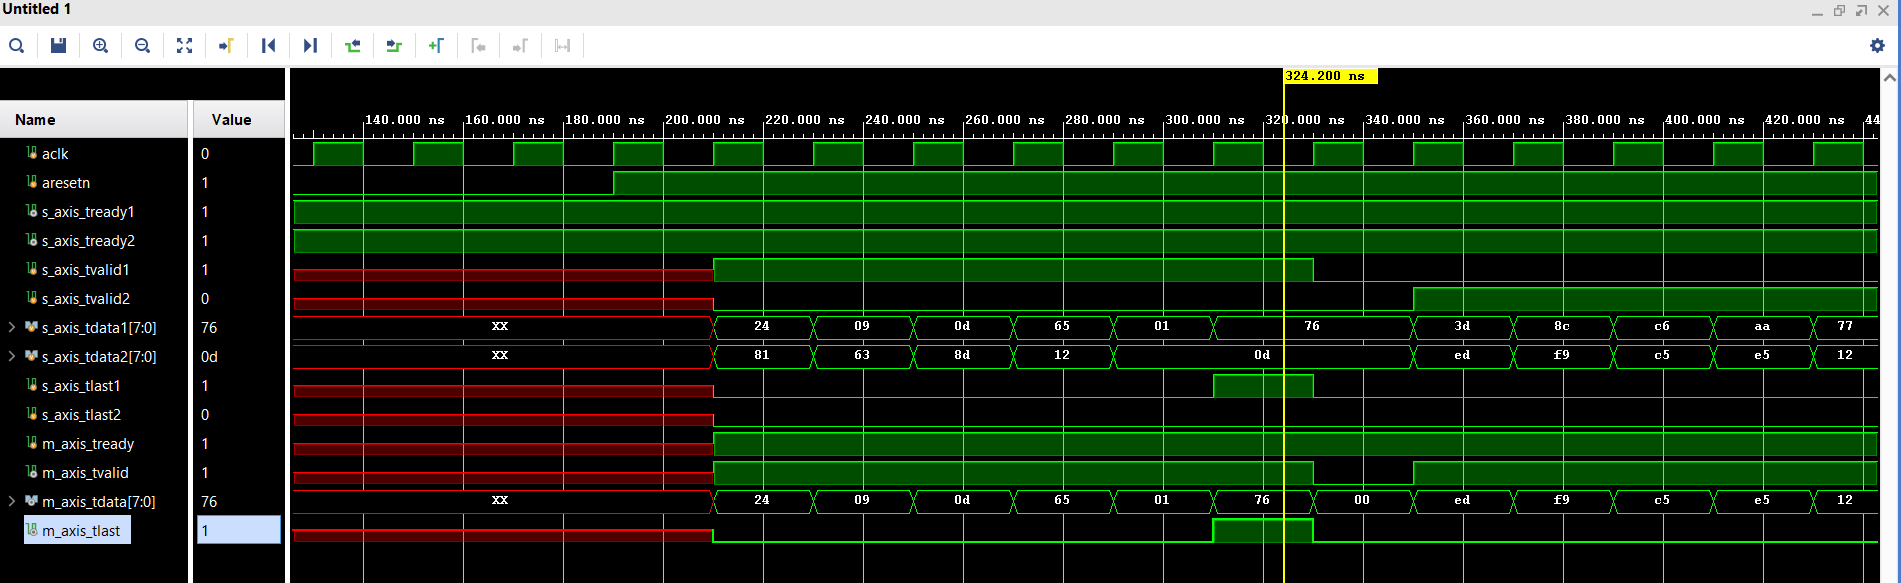 Untitled 1
324.200 ns
Name Value 140.000 ns 160.000 ns 180.000 ns 200.000 ns 220.000 ns 240.000 ns 260.000 ns 280.000 ns 300.000 ns 320.000 ns 340.000 ns 360.000 ns 380.000 ns 400.000 ns 420.000 ns 44
aclk 0
aresetn 1
s_axis_tready1 1
s_axis_tready2 1
s_axis_tvalid1 1
s_axis_tvalid2 0
s_axis_tdata1[7:0] 76 XX 24 09 0d 65 01 76 3d 8c c6 aa 77
s_axis_tdata2[7:0] 0d XX 81 63 8d 12 0d ed f9 c5 e5 12
s_axis_tlast1 1
s_axis_tlast2 0
m_axis_tready 1
m_axis_tvalid 1
m_axis_tdata[7:0] 76 XX 24 09 0d 65 01 76 00 ed f9 c5 e5 12
m_axis_tlast 1